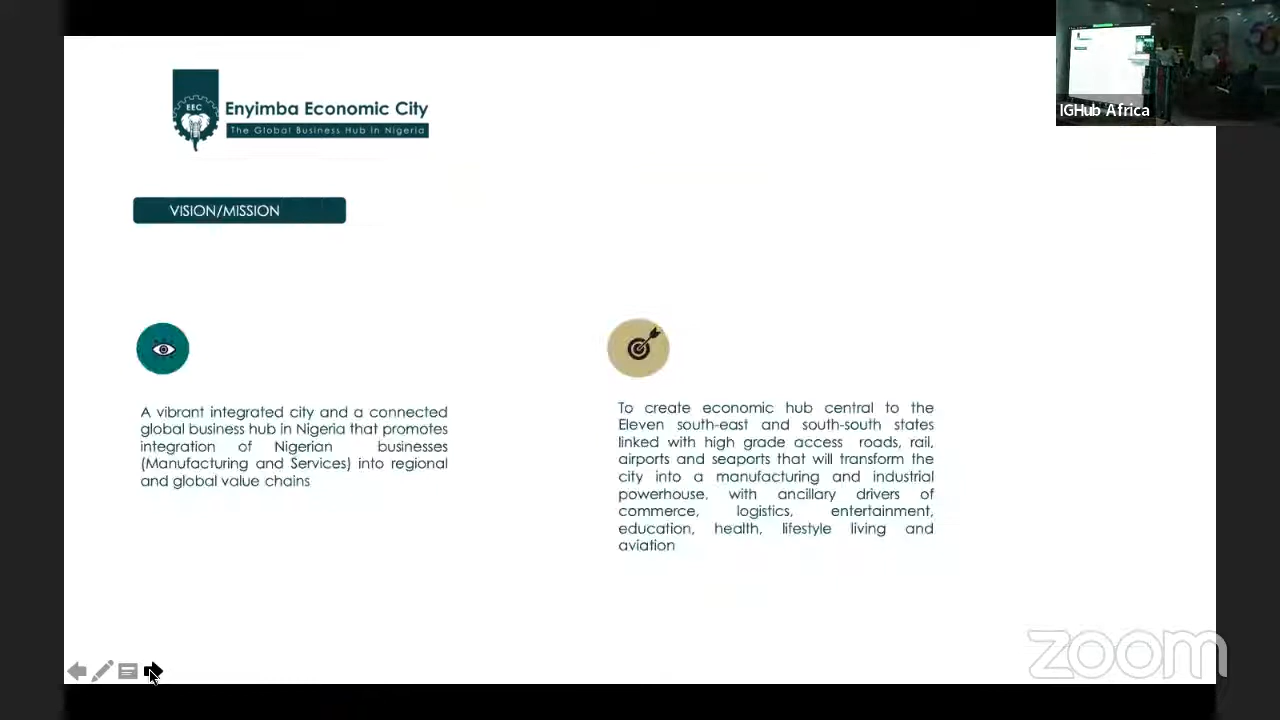 EEC
Enyimba Economic City
The Global Business Hub in Nigeria
IGHub Africa
VISION/MISSION
A vibrant integrated city and a connected
global business hub in Nigeria that promotes
integration of Nigerian businesses
(Manufacturing and Services) into regional
and global value chains
To create economic hub central to the
Eleven south-east and south-south states
linked with high grade access roads, rail,
airports and seaports that will transform the
city into a manufacturing and industrial
powerhouse, with ancillary drivers of
commerce, logistics, entertainment,
education, health, lifestyle living and
aviation
zoom